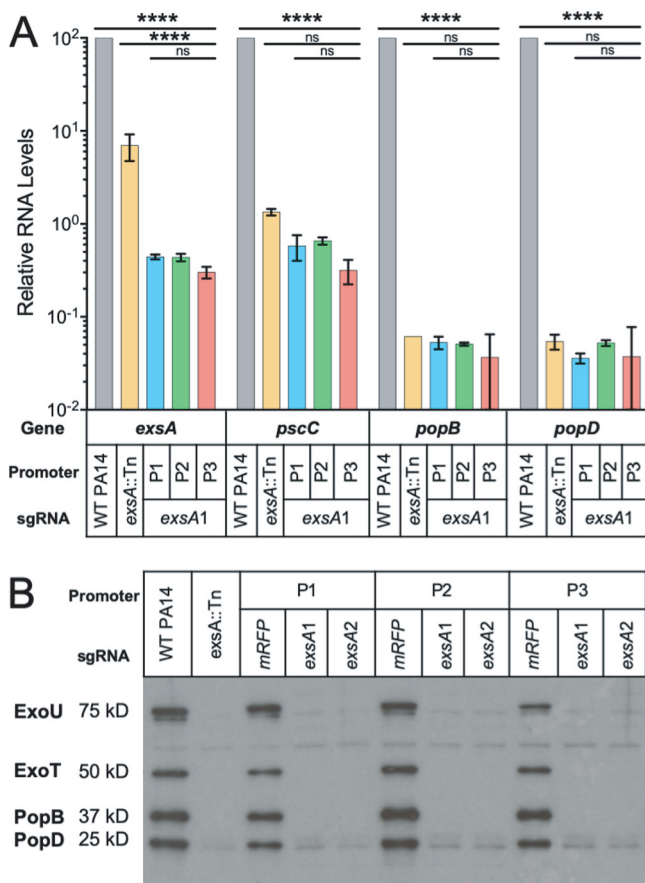 A
**** **** **** ****
**** ns ns ns
ns ns ns ns
Relative RNA Levels
10²
10¹
10⁰
10⁻¹
10⁻²
Gene exsA pscC popB popD
Promoter WT PA14 exsA::Tn P1 P2 P3 WT PA14 exsA::Tn P1 P2 P3 WT PA14 exsA::Tn P1 P2 P3 WT PA14 exsA::Tn P1 P2 P3
sgRNA exsA1 exsA1 exsA1 exsA1
B
Promoter WT PA14 exsA::Tn P1 P2 P3
sgRNA mRFP exsA1 exsA2 mRFP exsA1 exsA2 mRFP exsA1 exsA2
ExoU 75 kD
ExoT 50 kD
PopB 37 kD
PopD 25 kD